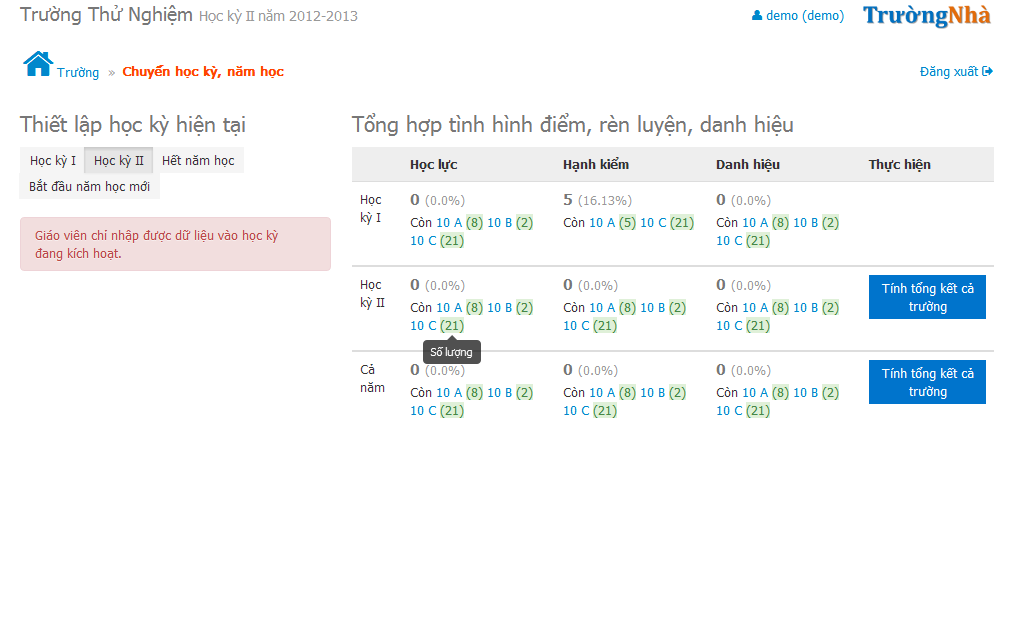 Trường Thử Nghiệm Học kỳ II năm 2012-2013
demo (demo)
TrườngNhà
Trường » Chuyển học kỳ, năm học
Đăng xuất
Thiết lập học kỳ hiện tại
Học kỳ I Học kỳ II Hết năm học
Bắt đầu năm học mới
Giáo viên chỉ nhập được dữ liệu vào học kỳ
đang kích hoạt.
Tổng hợp tình hình điểm, rèn luyện, danh hiệu
Học lực Hạnh kiểm Danh hiệu Thực hiện
Học
kỳ I
0 (0.0%)
Còn 10 A (8) 10 B (2)
10 C (21)
5 (16.13%)
Còn 10 A (5) 10 C (21)
0 (0.0%)
Còn 10 A (8) 10 B (2)
10 C (21)
Học
kỳ II
0 (0.0%)
Còn 10 A (8) 10 B (2)
10 C (21)
0 (0.0%)
Còn 10 A (8) 10 B (2)
10 C (21)
0 (0.0%)
Còn 10 A (8) 10 B (2)
10 C (21)
Tính tổng kết cả
trường
Số lượng
Cả
năm
0 (0.0%)
Còn 10 A (8) 10 B (2)
10 C (21)
0 (0.0%)
Còn 10 A (8) 10 B (2)
10 C (21)
0 (0.0%)
Còn 10 A (8) 10 B (2)
10 C (21)
Tính tổng kết cả
trường